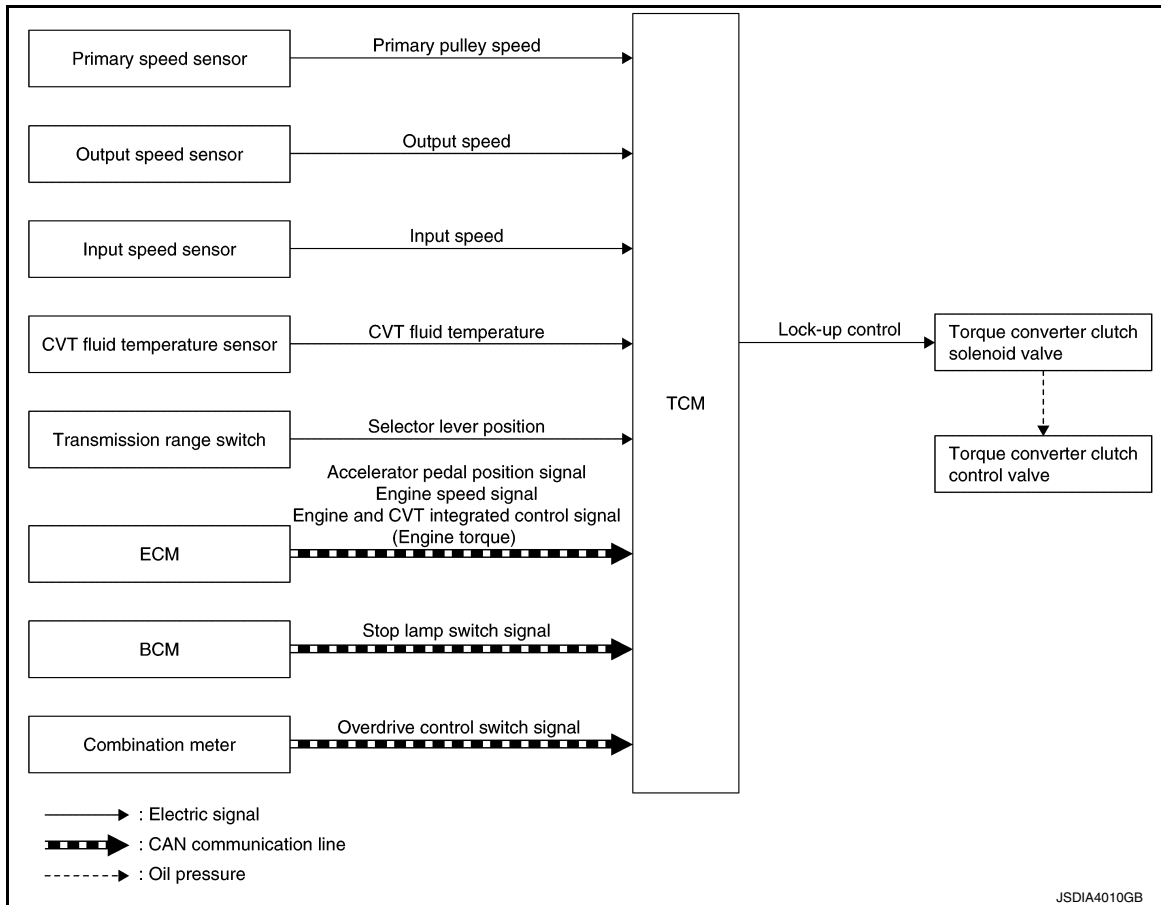 Primary speed sensor
Primary pulley speed
Output speed sensor
Output speed
Input speed sensor
Input speed
CVT fluid temperature sensor
CVT fluid temperature
Transmission range switch
Selector lever position
Accelerator pedal position signal
Engine speed signal
Engine and CVT integrated control signal
(Engine torque)
ECM
BCM
Stop lamp switch signal
Combination meter
Overdrive control switch signal
TCM
Lock-up control
Torque converter clutch
solenoid valve
Torque converter clutch
control valve
: Electric signal
: CAN communication line
: Oil pressure
JSDIA4010GB